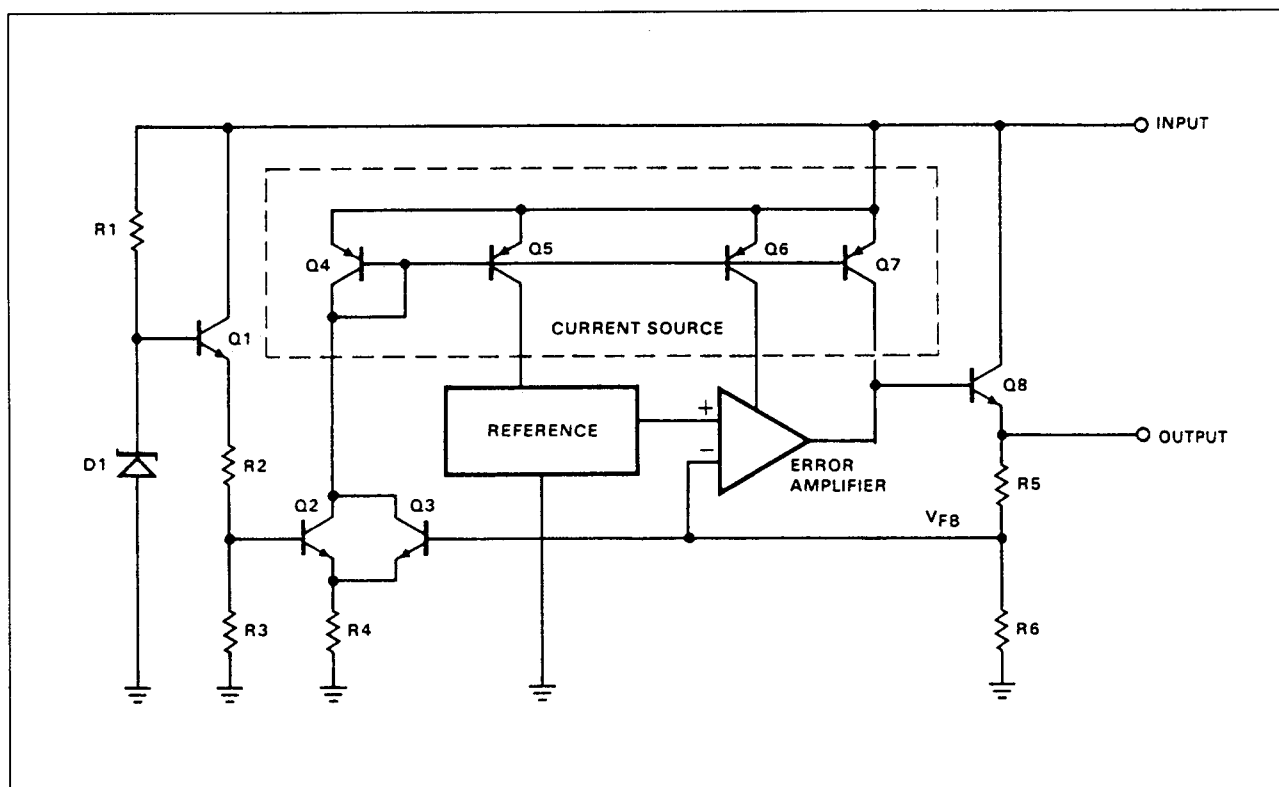 INPUT
R1
Q4
Q5
Q6
Q7
Q1
CURRENT SOURCE
Q8
+
REFERENCE
OUTPUT
D1
R2
−
ERROR
AMPLIFIER
R5
Q2
Q3
VFB
R3
R4
R6